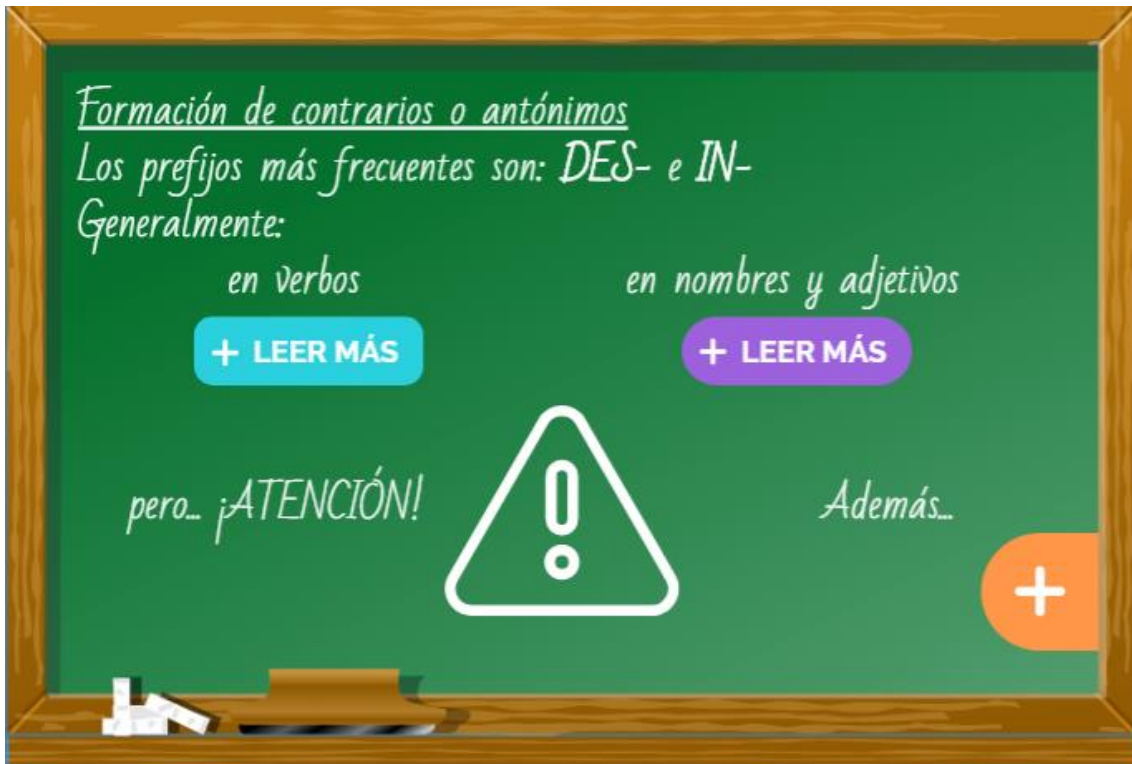 Formación de contrarios o antónimos
Los prefijos más frecuentes son: DES- e IN-
Generalmente:
en verbos
en nombres y adjetivos
+ LEER MÁS
+ LEER MÁS
pero... ¡ATENCIÓN!
Además...